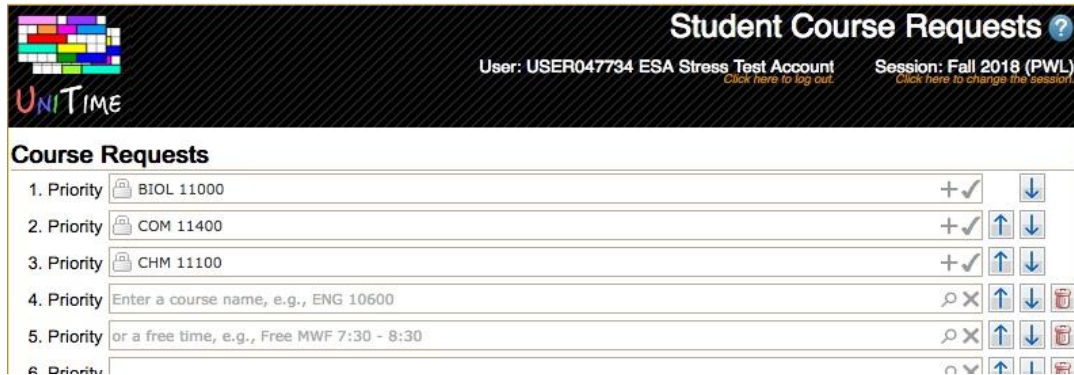 Student Course Requests ?
User: USER047734 ESA Stress Test Account Session: Fall 2018 (PWL)
Click here to log out. Click here to change the session.
UNITIME
Course Requests
1. Priority BIOL 11000
2. Priority COM 11400
3. Priority CHM 11100
4. Priority Enter a course name, e.g., ENG 10600
5. Priority or a free time, e.g., Free MWF 7:30 - 8:30
6. Priority